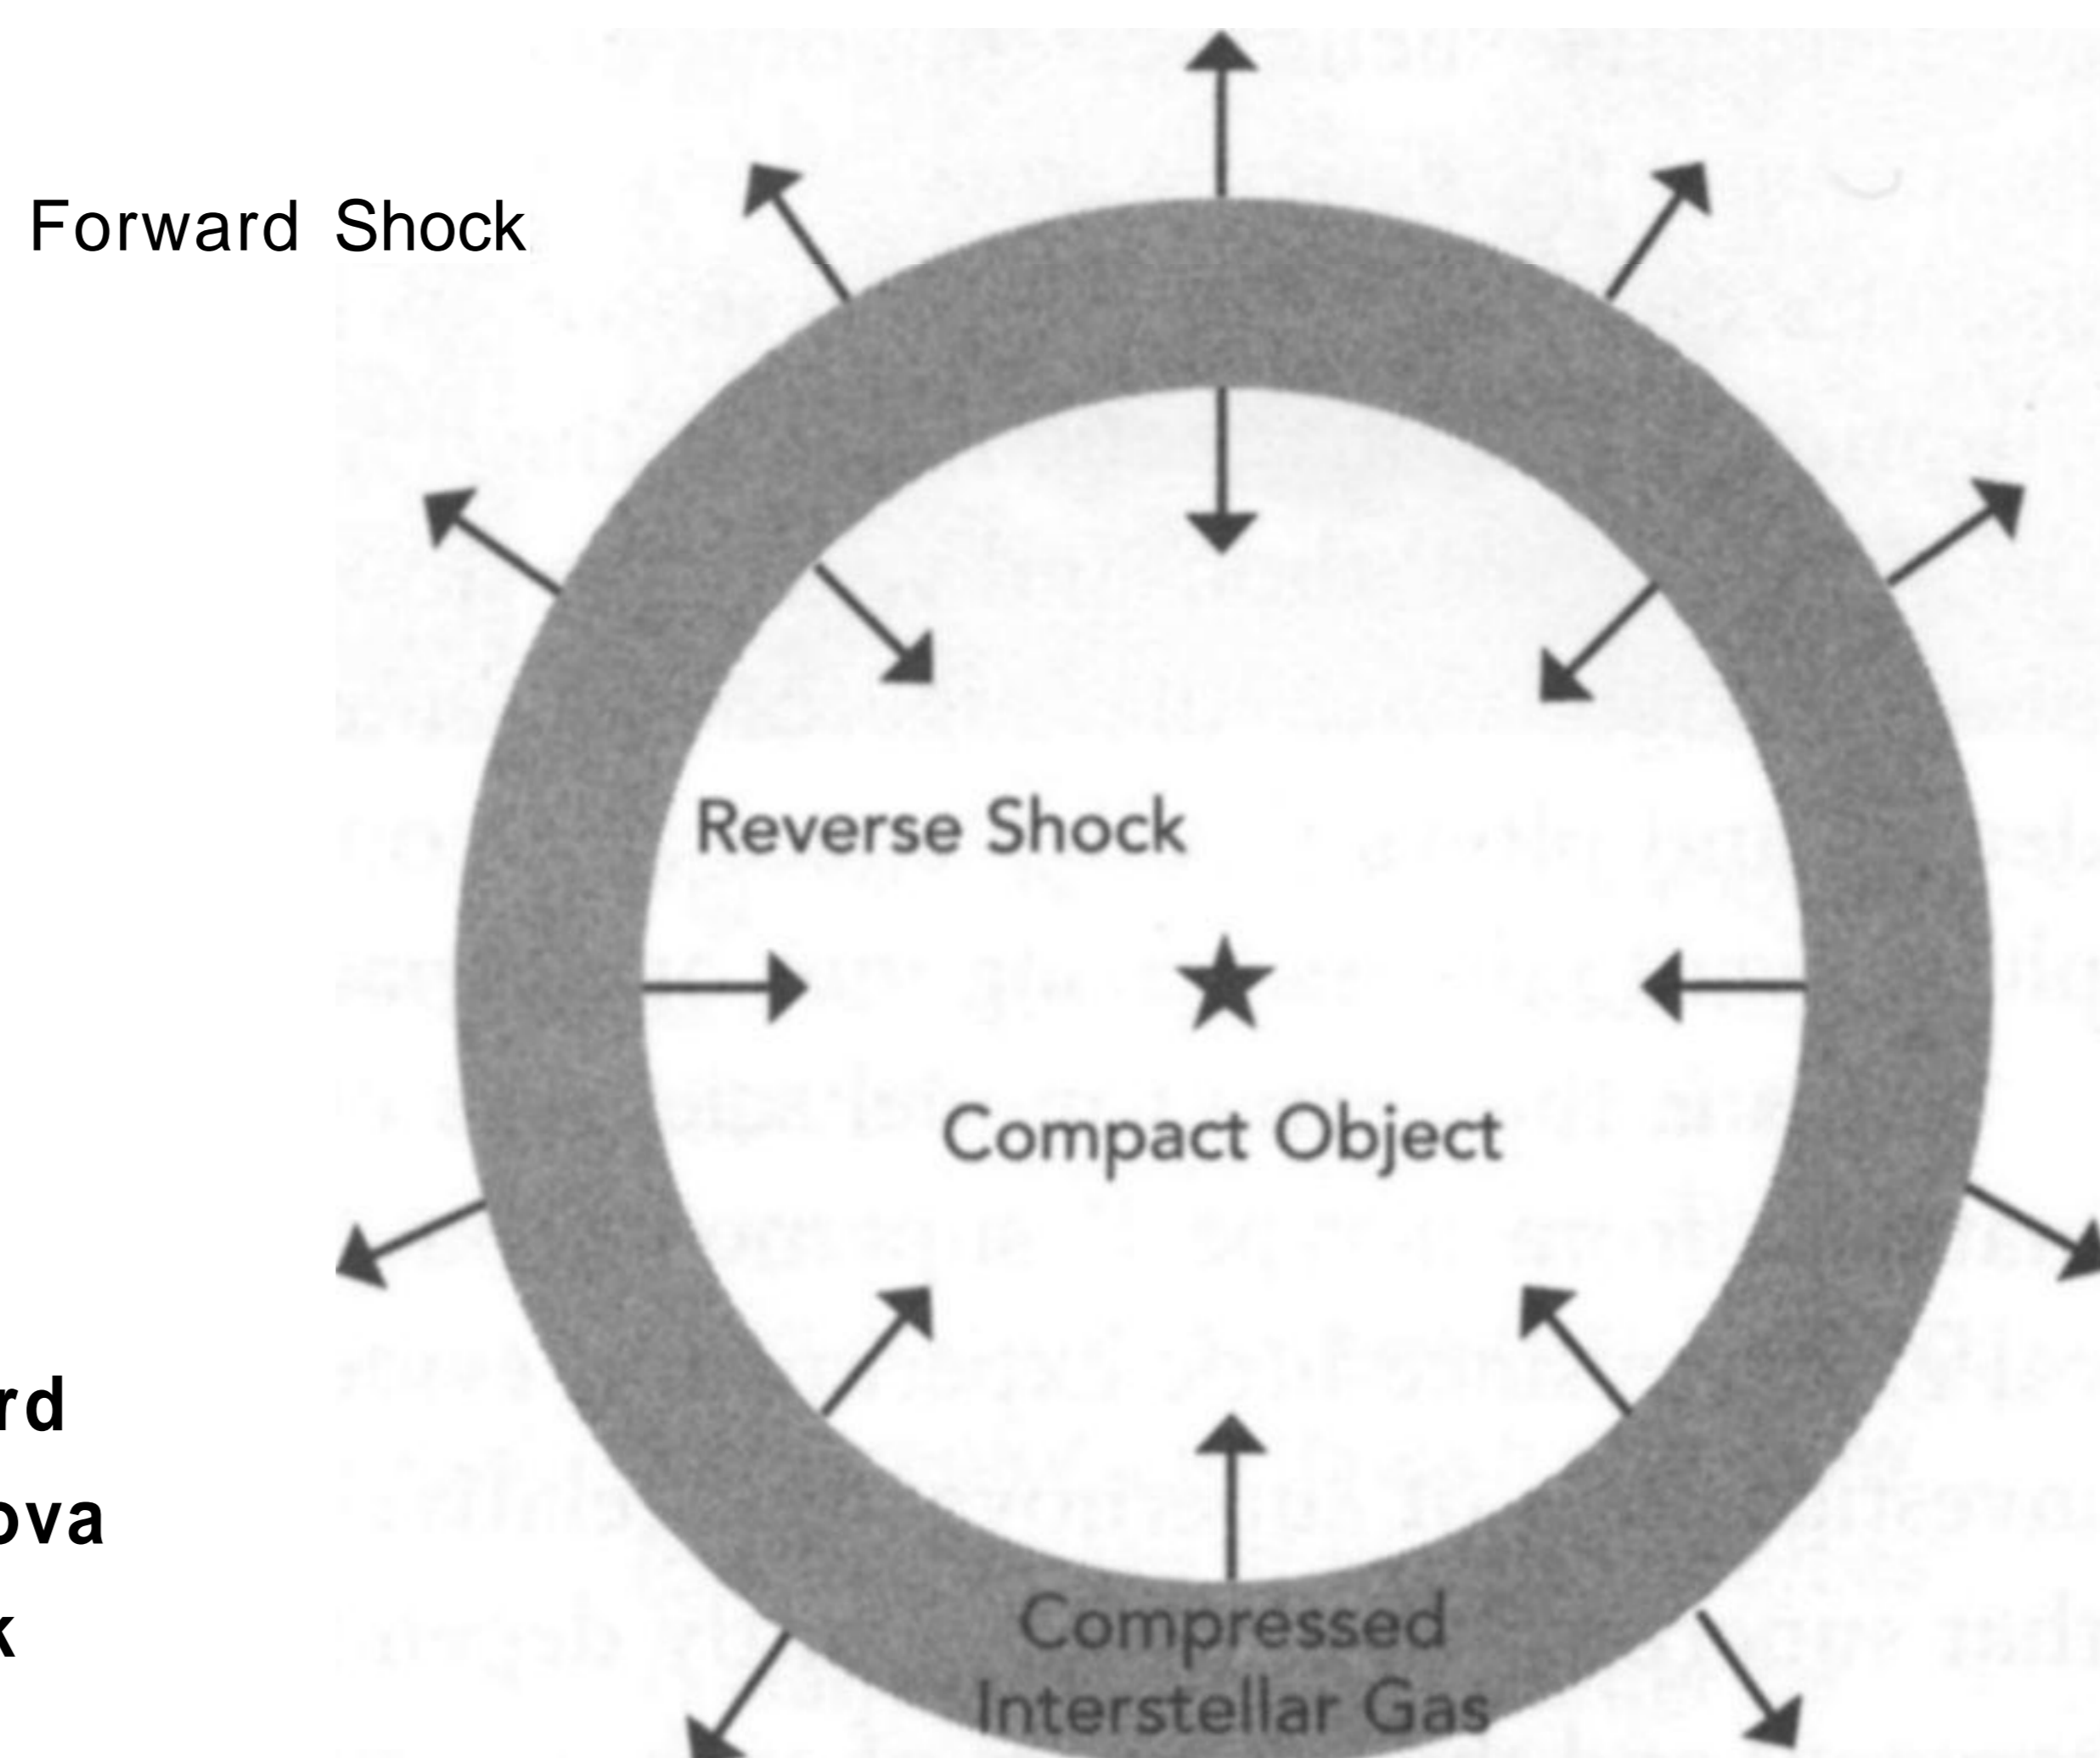 Forward Shock
Reverse Shock
Compact Object
rd
ova
k
Compressed
Interstellar Gas